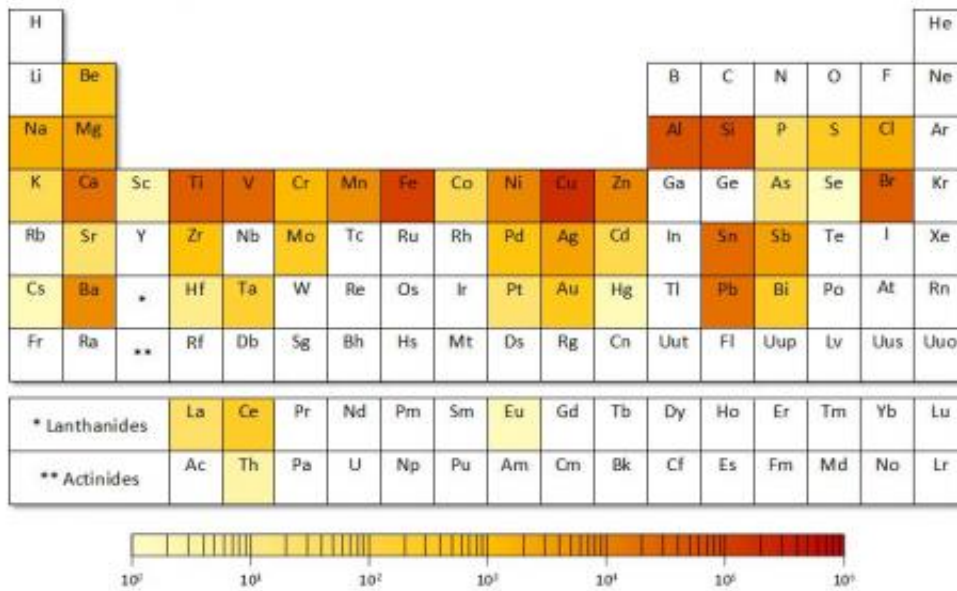 H He
Li Be B C N O F Ne
Na Mg Al Si P S Cl Ar
K Ca Sc Ti V Cr Mn Fe Co Ni Cu Zn Ga Ge As Se Br Kr
Rb Sr Y Zr Nb Mo Tc Ru Rh Pd Ag Cd In Sn Sb Te I Xe
Cs Ba * Hf Ta W Re Os Ir Pt Au Hg Tl Pb Bi Po At Rn
Fr Ra ** Rf Db Sg Bh Hs Mt Ds Rg Cn Uut Fl Uup Lv Uus Uuo
* Lanthanides La Ce Pr Nd Pm Sm Eu Gd Tb Dy Ho Er Tm Yb Lu
** Actinides Ac Th Pa U Np Pu Am Cm Bk Cf Es Fm Md No Lr
10¹ 10² 10³ 10⁴